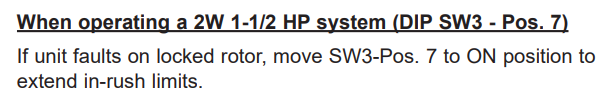 When operating a 2W 1-1/2 HP system (DIP SW3 - Pos. 7)
If unit faults on locked rotor, move SW3-Pos. 7 to ON position to
extend in-rush limits.